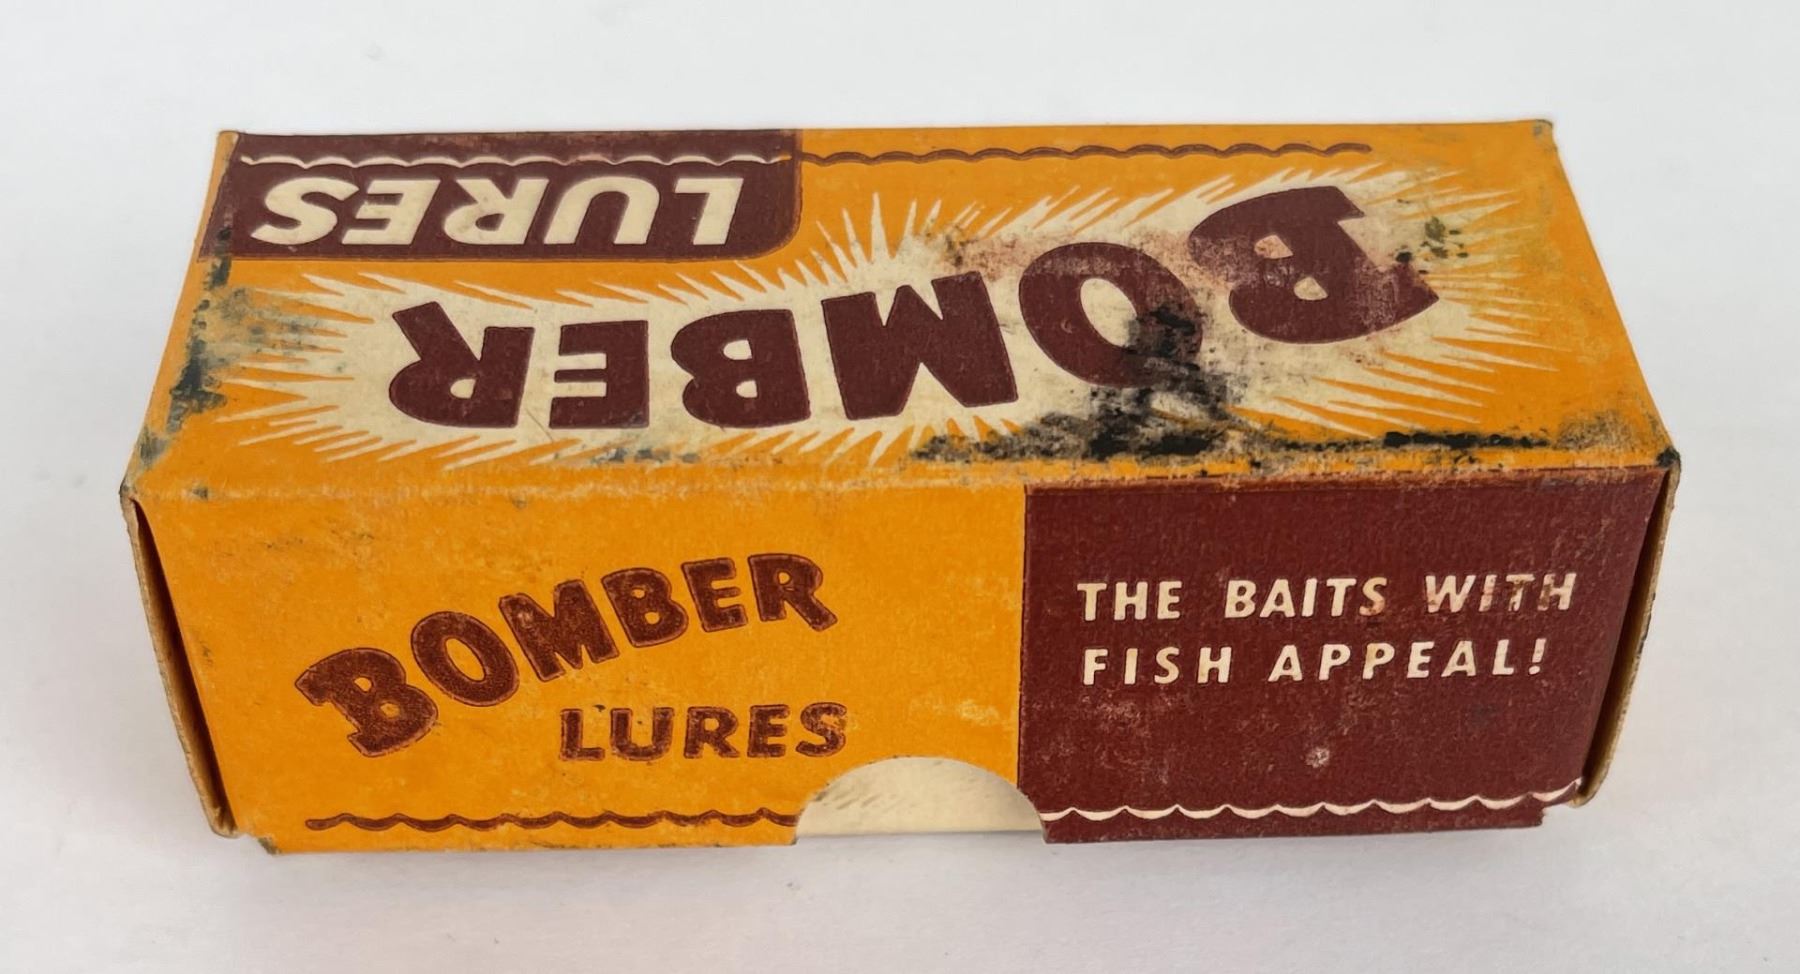 BOMBER
LURES
BOMBER
LURES
THE BAITS WITH
FISH APPEAL!